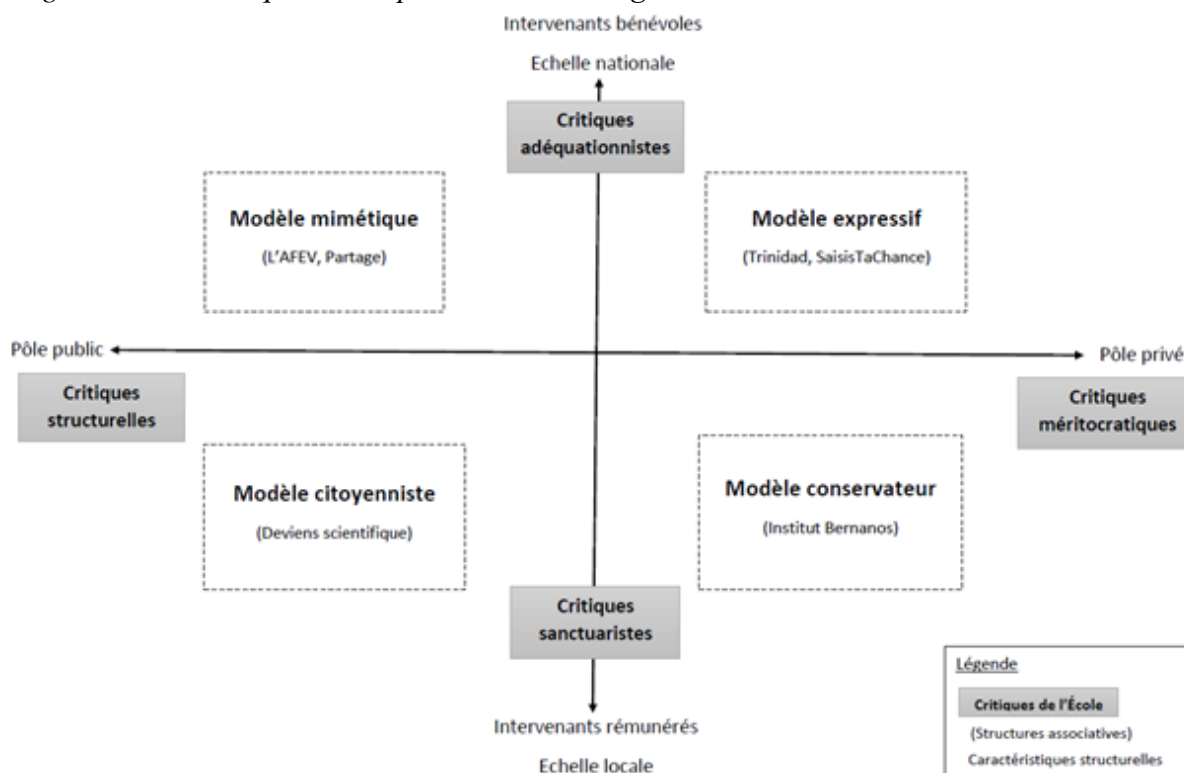 Intervenants bénévoles
Echelle nationale
Critiques
adéquationnistes
Modèle mimétique
(L'AFEV, Partage)
Modèle expressif
(Trinidad, SaisisTaChance)
Pôle public
Pôle privé
Critiques
structurelles
Critiques
méritocratiques
Modèle citoyenniste
(Deviens scientifique)
Modèle conservateur
(Institut Bernanos)
Critiques
sanctuaristes
Intervenants rémunérés
Echelle locale
Légende
Critiques de l'École
(Structures associatives)
Caractéristiques structurelles